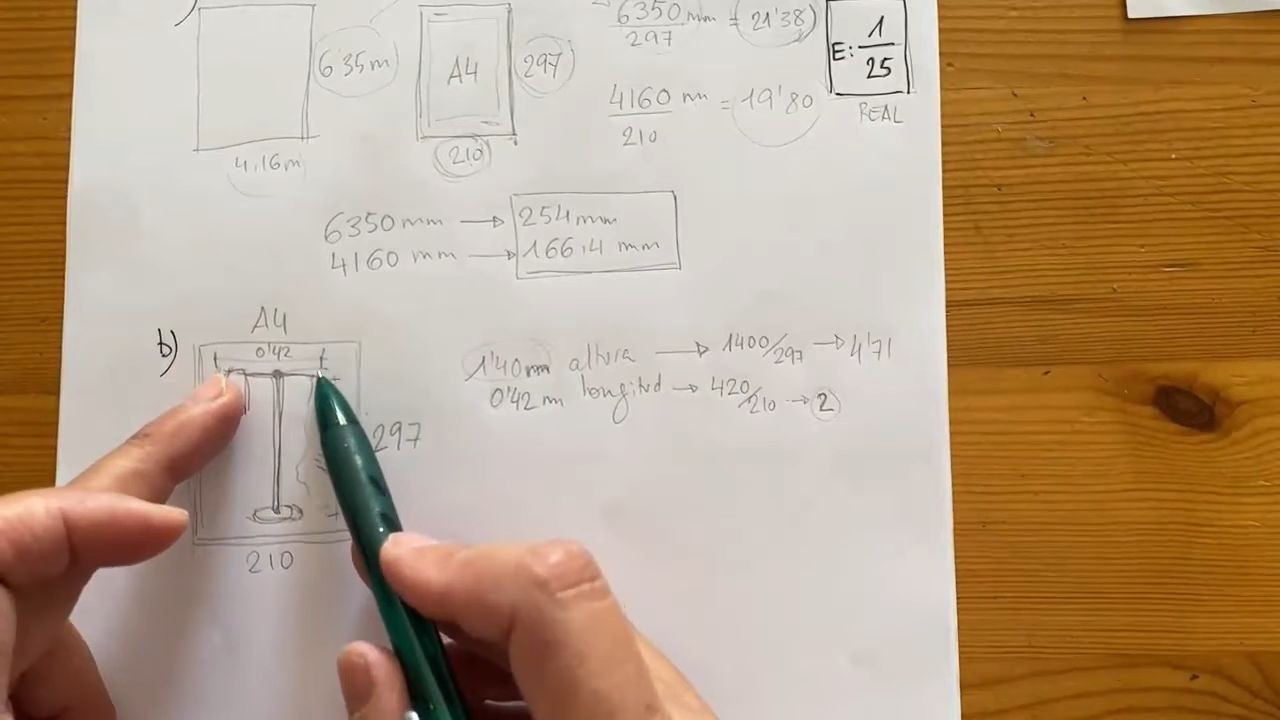 6350 mm = 21'38
297
6'35m
A4
297
E: 1
25
REAL
4160 mm = 19'80
210
4,16m
210
6350 mm → 254 mm
4160 mm → 166,4 mm
b)
A4
0'42
297
210
1'40mm altura → 1400/297 → 4'71
0'42 m longitud → 420/210 → 2